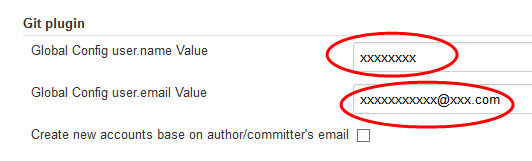 Git plugin
Global Config user.name Value
xxxxxxxx
Global Config user.email Value
xxxxxxxxxxx@xxx.com
Create new accounts base on author/committer's email